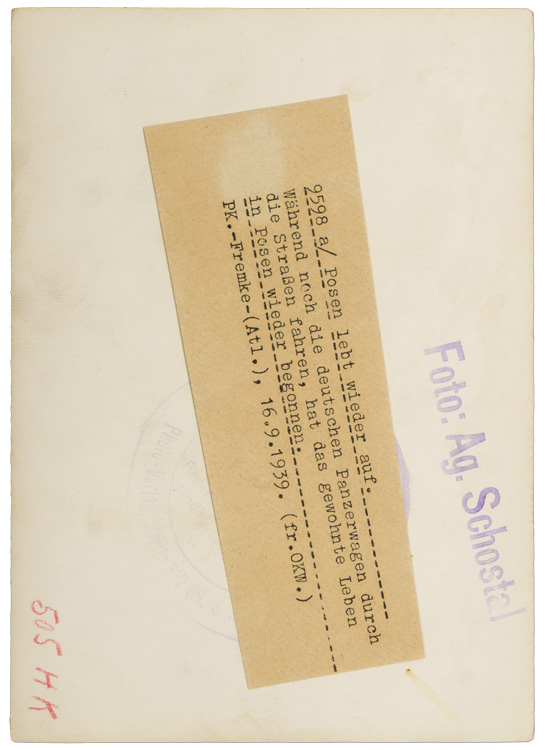 2598 a/ Posen lebt wieder auf.
Während noch die deutschen Panzerwagen durch
die Straßen fahren, hat das gewohnte Leben
in Posen wieder begonnen.
PK.-Fremke-(Atl.), 16.9.1939. (fr.OKW.)
Foto: Ag. Schostal
505 HK